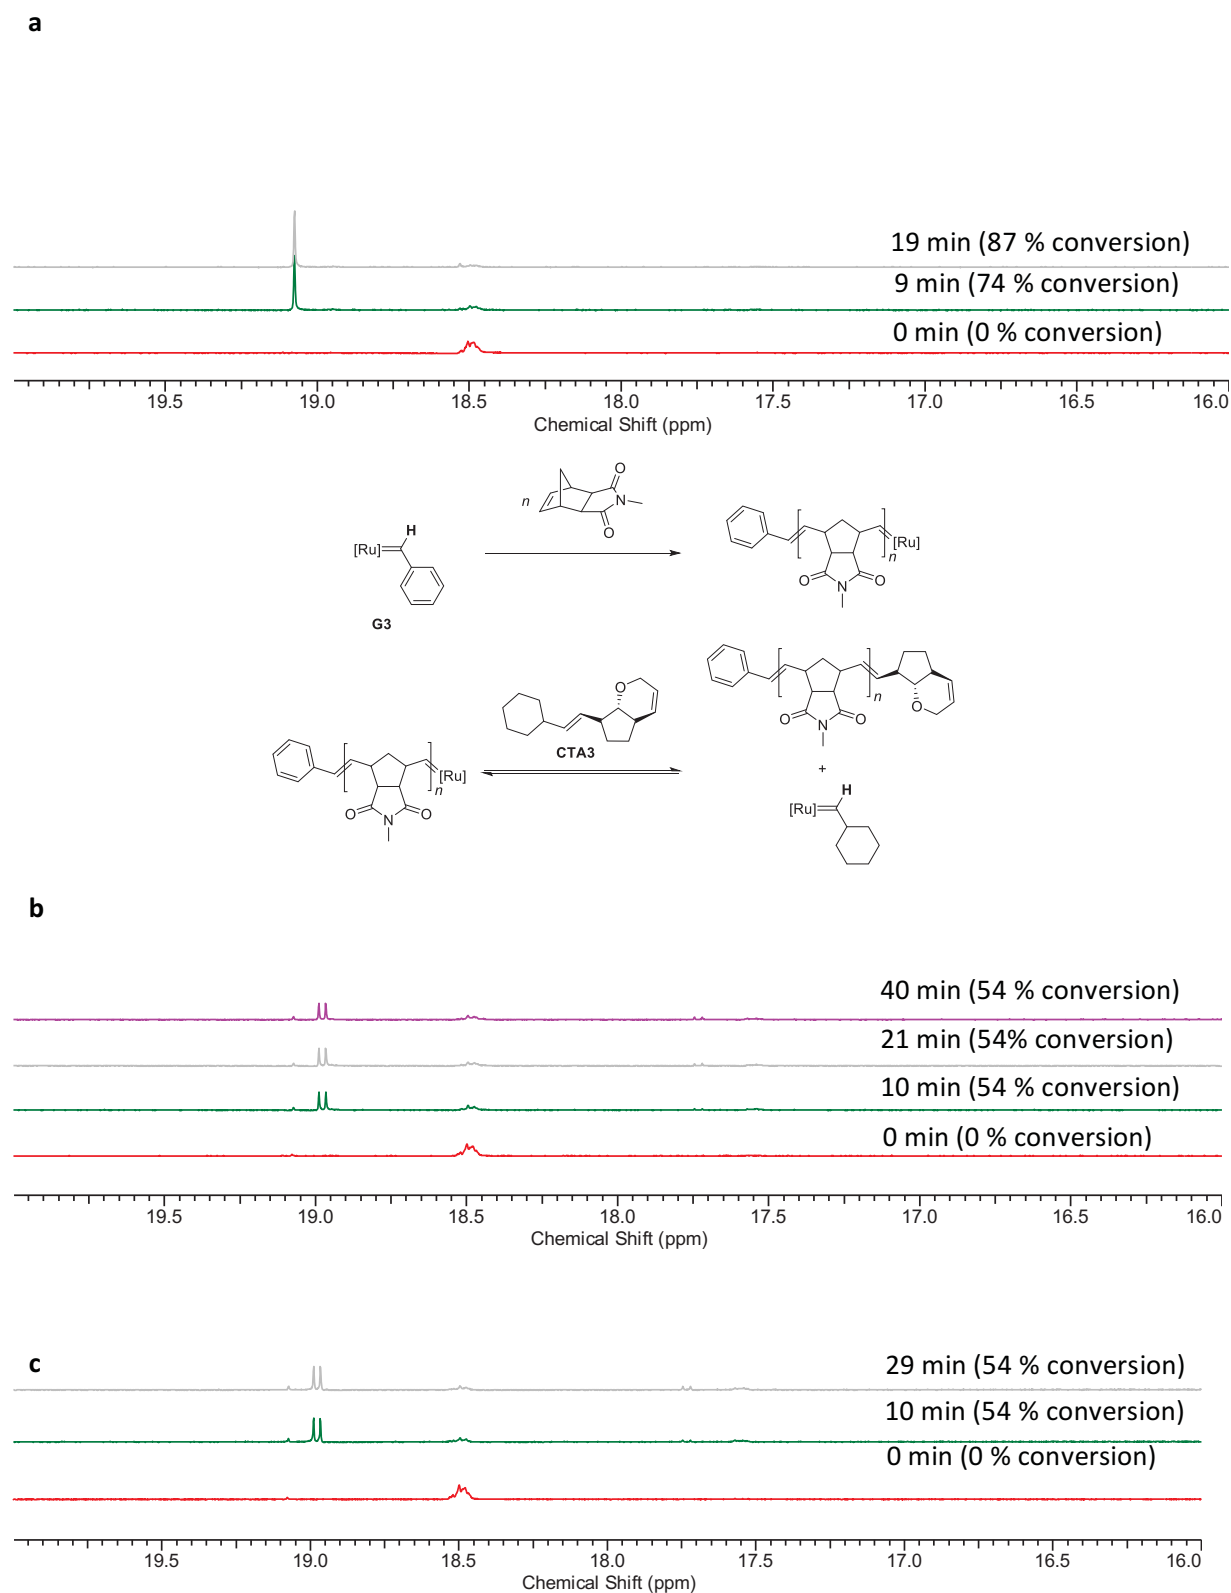 a
19 min (87 % conversion)
9 min (74 % conversion)
0 min (0 % conversion)
19.5 19.0 18.5 18.0 17.5 17.0 16.5 16.0
Chemical Shift (ppm)
n
O
N
O
H
[Ru]
G3
[Ru]
n
O
N
O
O
CTA3
[Ru]
n
O
N
O
n
O
O
N
O
+
H
[Ru]
b
40 min (54 % conversion)
21 min (54% conversion)
10 min (54 % conversion)
0 min (0 % conversion)
19.5 19.0 18.5 18.0 17.5 17.0 16.5 16.0
Chemical Shift (ppm)
c
29 min (54 % conversion)
10 min (54 % conversion)
0 min (0 % conversion)
19.5 19.0 18.5 18.0 17.5 17.0 16.5 16.0
Chemical Shift (ppm)